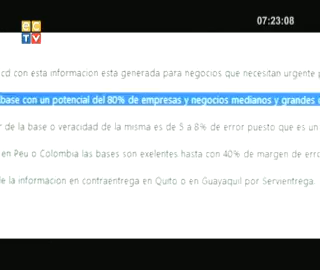 07:23:08
EC
TV
cd con esta informacion esta generada para negocios que necesitan urgente
base con un potencial del 80% de empresas y negocios medianos y grandes
r de la base o veracidad de la misma es de 5 a 8% de error puesto que es un
en Peu o Colombia las bases son exelentes hasta con 40% de margen de erro
e la informacion en contraentrega en Quito o en Guayaquil por Servientrega.